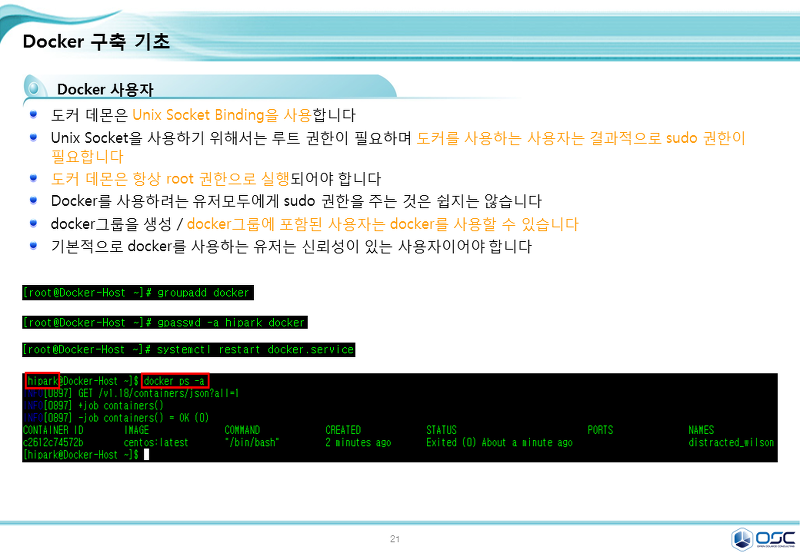 Docker 구축 기초
Docker 사용자
도커 데몬은 Unix Socket Binding을 사용합니다
Unix Socket을 사용하기 위해서는 루트 권한이 필요하며 도커를 사용하는 사용자는 결과적으로 sudo 권한이
필요합니다
도커 데몬은 항상 root 권한으로 실행되어야 합니다
Docker를 사용하려는 유저모두에게 sudo 권한을 주는 것은 쉽지는 않습니다
docker그룹을 생성 / docker그룹에 포함된 사용자는 docker를 사용할 수 있습니다
기본적으로 docker를 사용하는 유저는 신뢰성이 있는 사용자이어야 합니다
[root@Docker-Host ~]# groupadd docker
[root@Docker-Host ~]# gpasswd -a hipark docker
[root@Docker-Host ~]# systemctl restart docker.service
[hipark@Docker-Host ~]$ docker ps -a
INFO[0897] GET /v1.18/containers/json?all=1
INFO[0897] +job containers()
INFO[0897] -job containers() = OK (0)
CONTAINER ID IMAGE COMMAND CREATED STATUS PORTS NAMES
c2612c74572b centos:latest "/bin/bash" 2 minutes ago Exited (0) About a minute ago distracted_wilson
[hipark@Docker-Host ~]$
21
OSC